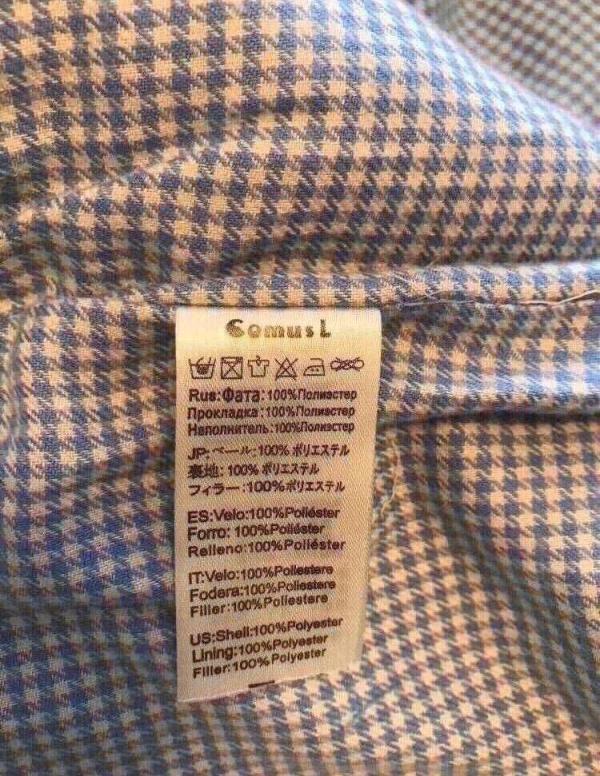 ComusL
Rus:Фата:100%Полиэстер
Прокладка:100%Полиэстер
Наполнитель:100%Полиэстер
JP:ベール:100% ポリエステル
裏地:100% ポリエステル
フィラー:100%ポリエステル
ES:Velo:100%Poliéster
Forro: 100%Poliéster
Relleno:100%Poliéster
IT:Velo:100%Poliestere
Fodera:100%Poliestere
Filler:100%Poliestere
US:Shell:100%Polyester
Lining:100%Polyester
Filler:100%Polyester